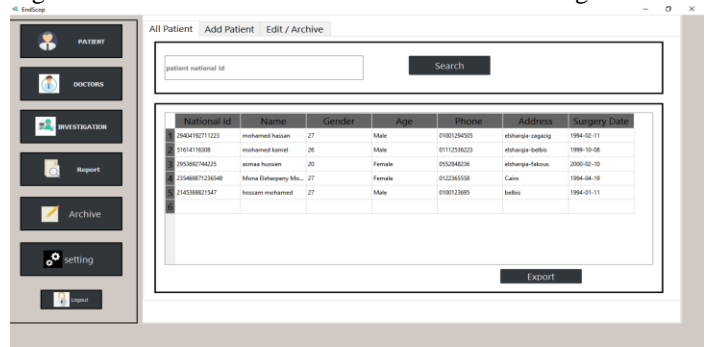 EndScop
PATIENT
DOCTORS
INVESTIGATION
Report
Archive
setting
Logout
All Patient Add Patient Edit / Archive
patient national Id
Search
National Id Name Gender Age Phone Address Surgery Date
1 29404192711223 mohamed hassan 27 Male 01001294505 elsharqia-zagazig 1994-02-11
2 51614116308 mohamed kamel 26 Male 01112536223 elsharqia-belbis 1999-10-08
3 2953692744225 asmaa hussien 20 Female 0552848236 elsharqia-fakous 2000-02-10
4 235469871236548 Mona Elsherpeny Mo... 27 Female 0122365558 Cairo 1994-04-19
5 2145369821547 hossam mohamed 27 Male 0100123695 belbis 1994-01-11
6
Export